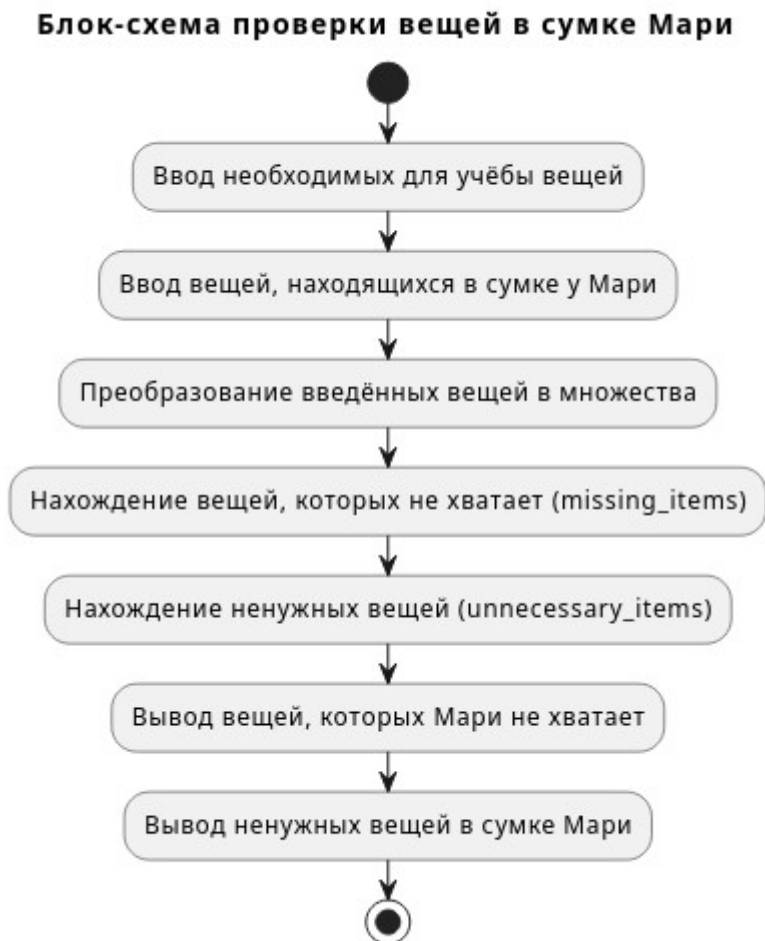 Блок-схема проверки вещей в сумке Мари
Ввод необходимых для учёбы вещей
Ввод вещей, находящихся в сумке у Мари
Преобразование введённых вещей в множества
Нахождение вещей, которых не хватает (missing_items)
Нахождение ненужных вещей (unnecessary_items)
Вывод вещей, которых Мари не хватает
Вывод ненужных вещей в сумке Мари